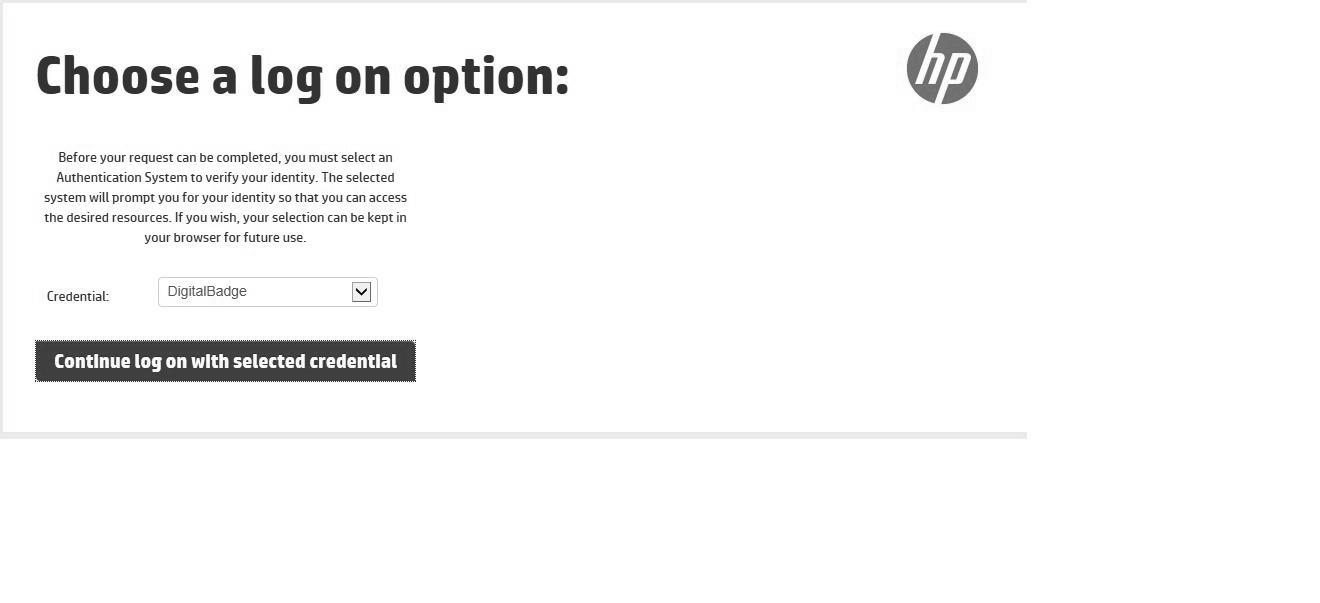 Choose a log on option:
hp
Before your request can be completed, you must select an
Authentication System to verify your identity. The selected
system will prompt you for your identity so that you can access
the desired resources. If you wish, your selection can be kept in
your browser for future use.
Credential:
DigitalBadge
Continue log on with selected credential